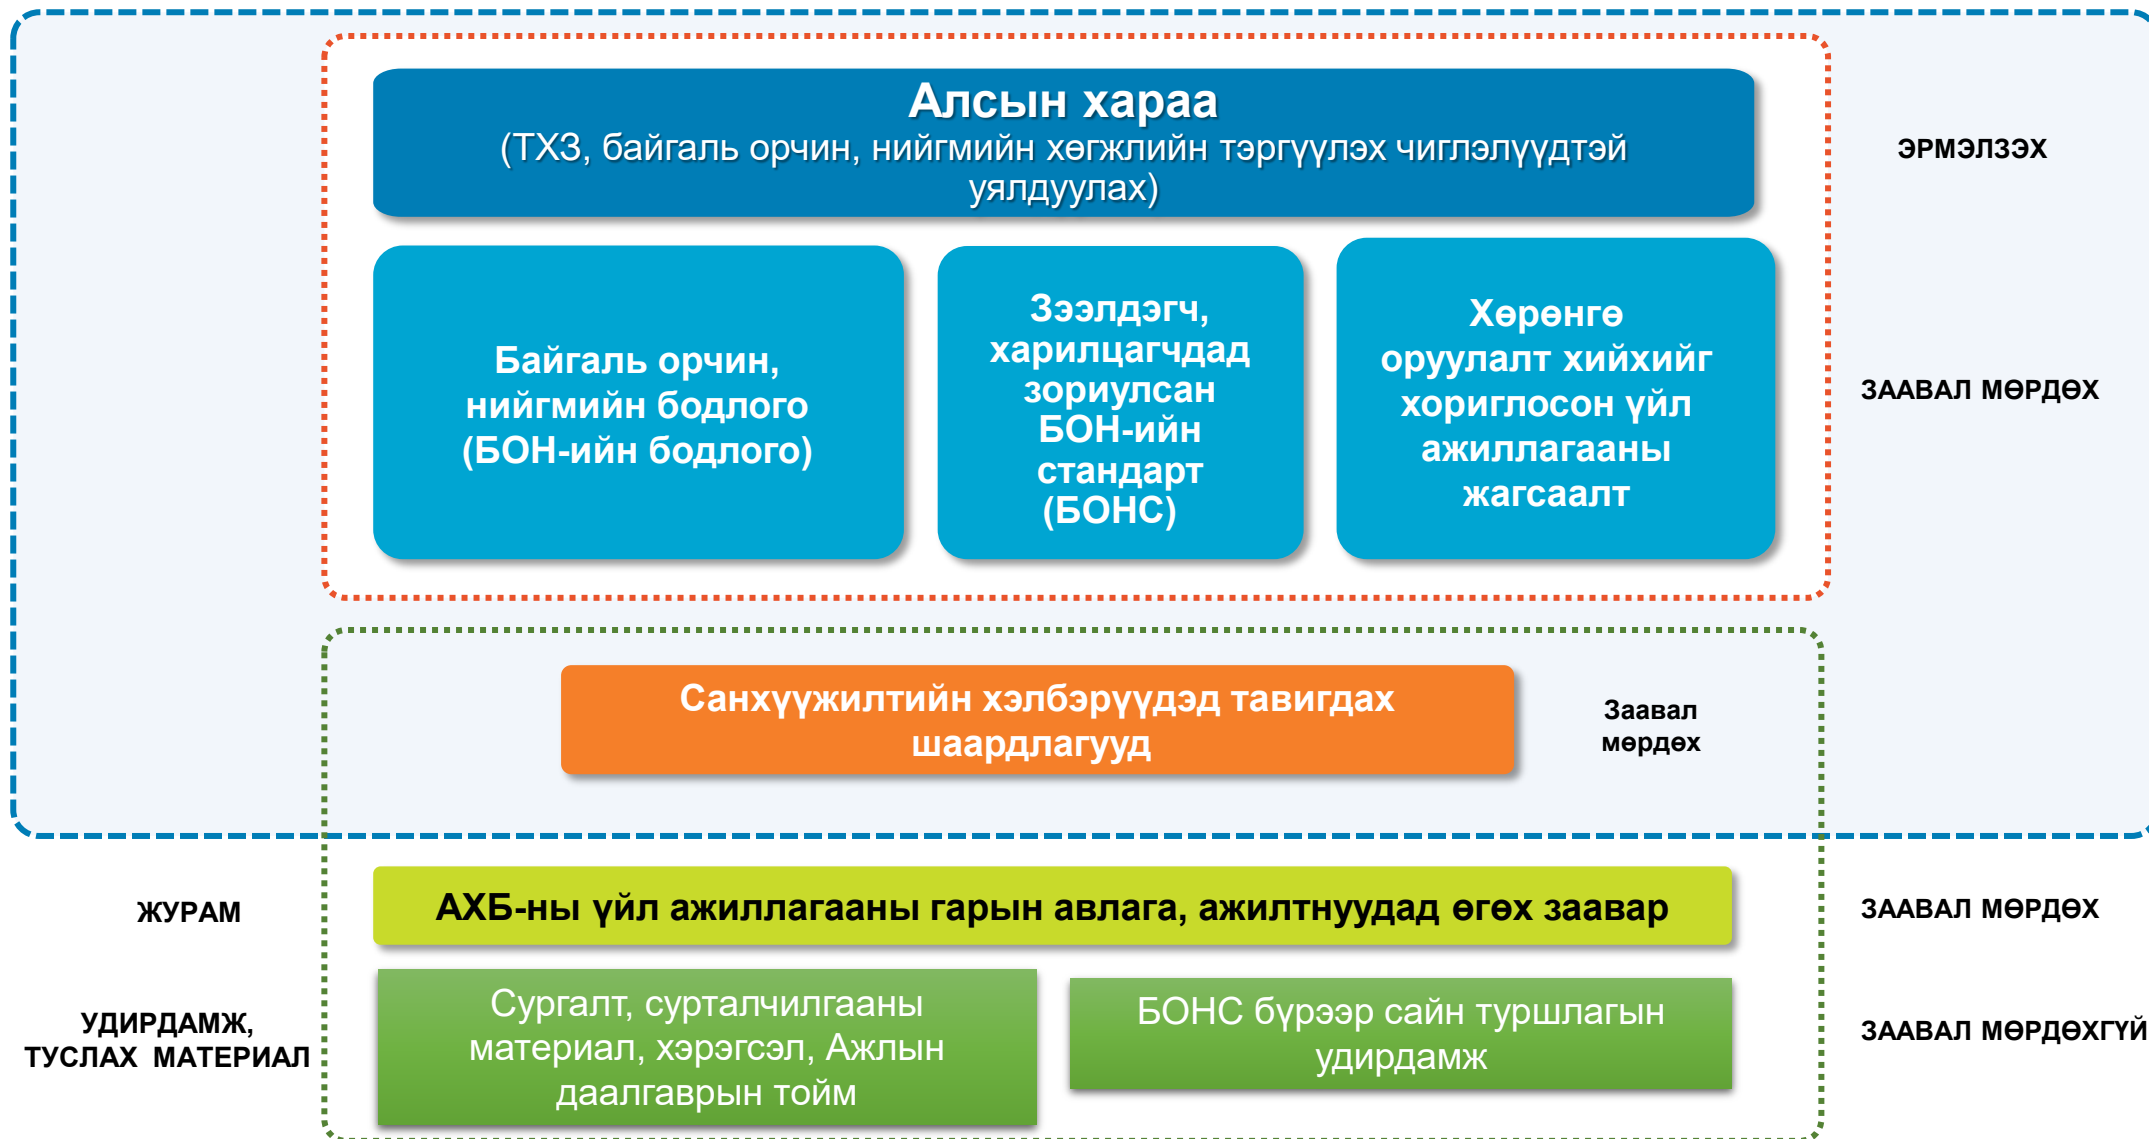 Алсын хараа
(ТХЗ, байгаль орчин, нийгмийн хөгжлийн тэргүүлэх чиглэлүүдтэй
уялдуулах)
ЭРМЭЛЗЭХ
Байгаль орчин,
нийгмийн бодлого
(БОН-ийн бодлого)
Зээлдэгч,
харилцагчдад
зориулсан
БОН-ийн
стандарт
(БОНС)
Хөрөнгө
оруулалт хийхийг
хориглосон үйл
ажиллагааны
жагсаалт
ЗААВАЛ МӨРДӨХ
Санхүүжилтийн хэлбэрүүдэд тавигдах
шаардлагууд
Заавал
мөрдөх
ЖУРАМ
АХБ-ны үйл ажиллагааны гарын авлага, ажилтнуудад өгөх заавар
ЗААВАЛ МӨРДӨХ
УДИРДАМЖ,
ТУСЛАХ МАТЕРИАЛ
Сургалт, сурталчилгааны
материал, хэрэгсэл, Ажлын
даалгаврын тойм
БОНС бүрээр сайн туршлагын
удирдамж
ЗААВАЛ МӨРДӨХГҮЙ